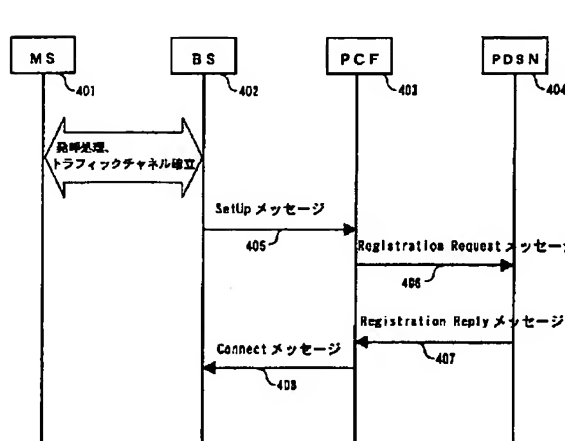 MS
BS
PCF
PDSN
401
402
403
404
発呼処理、
トラフィックチャネル確立
SetUp メッセージ
405
Registration Request メッセージ
406
Registration Reply メッセージ
407
Connect メッセージ
408